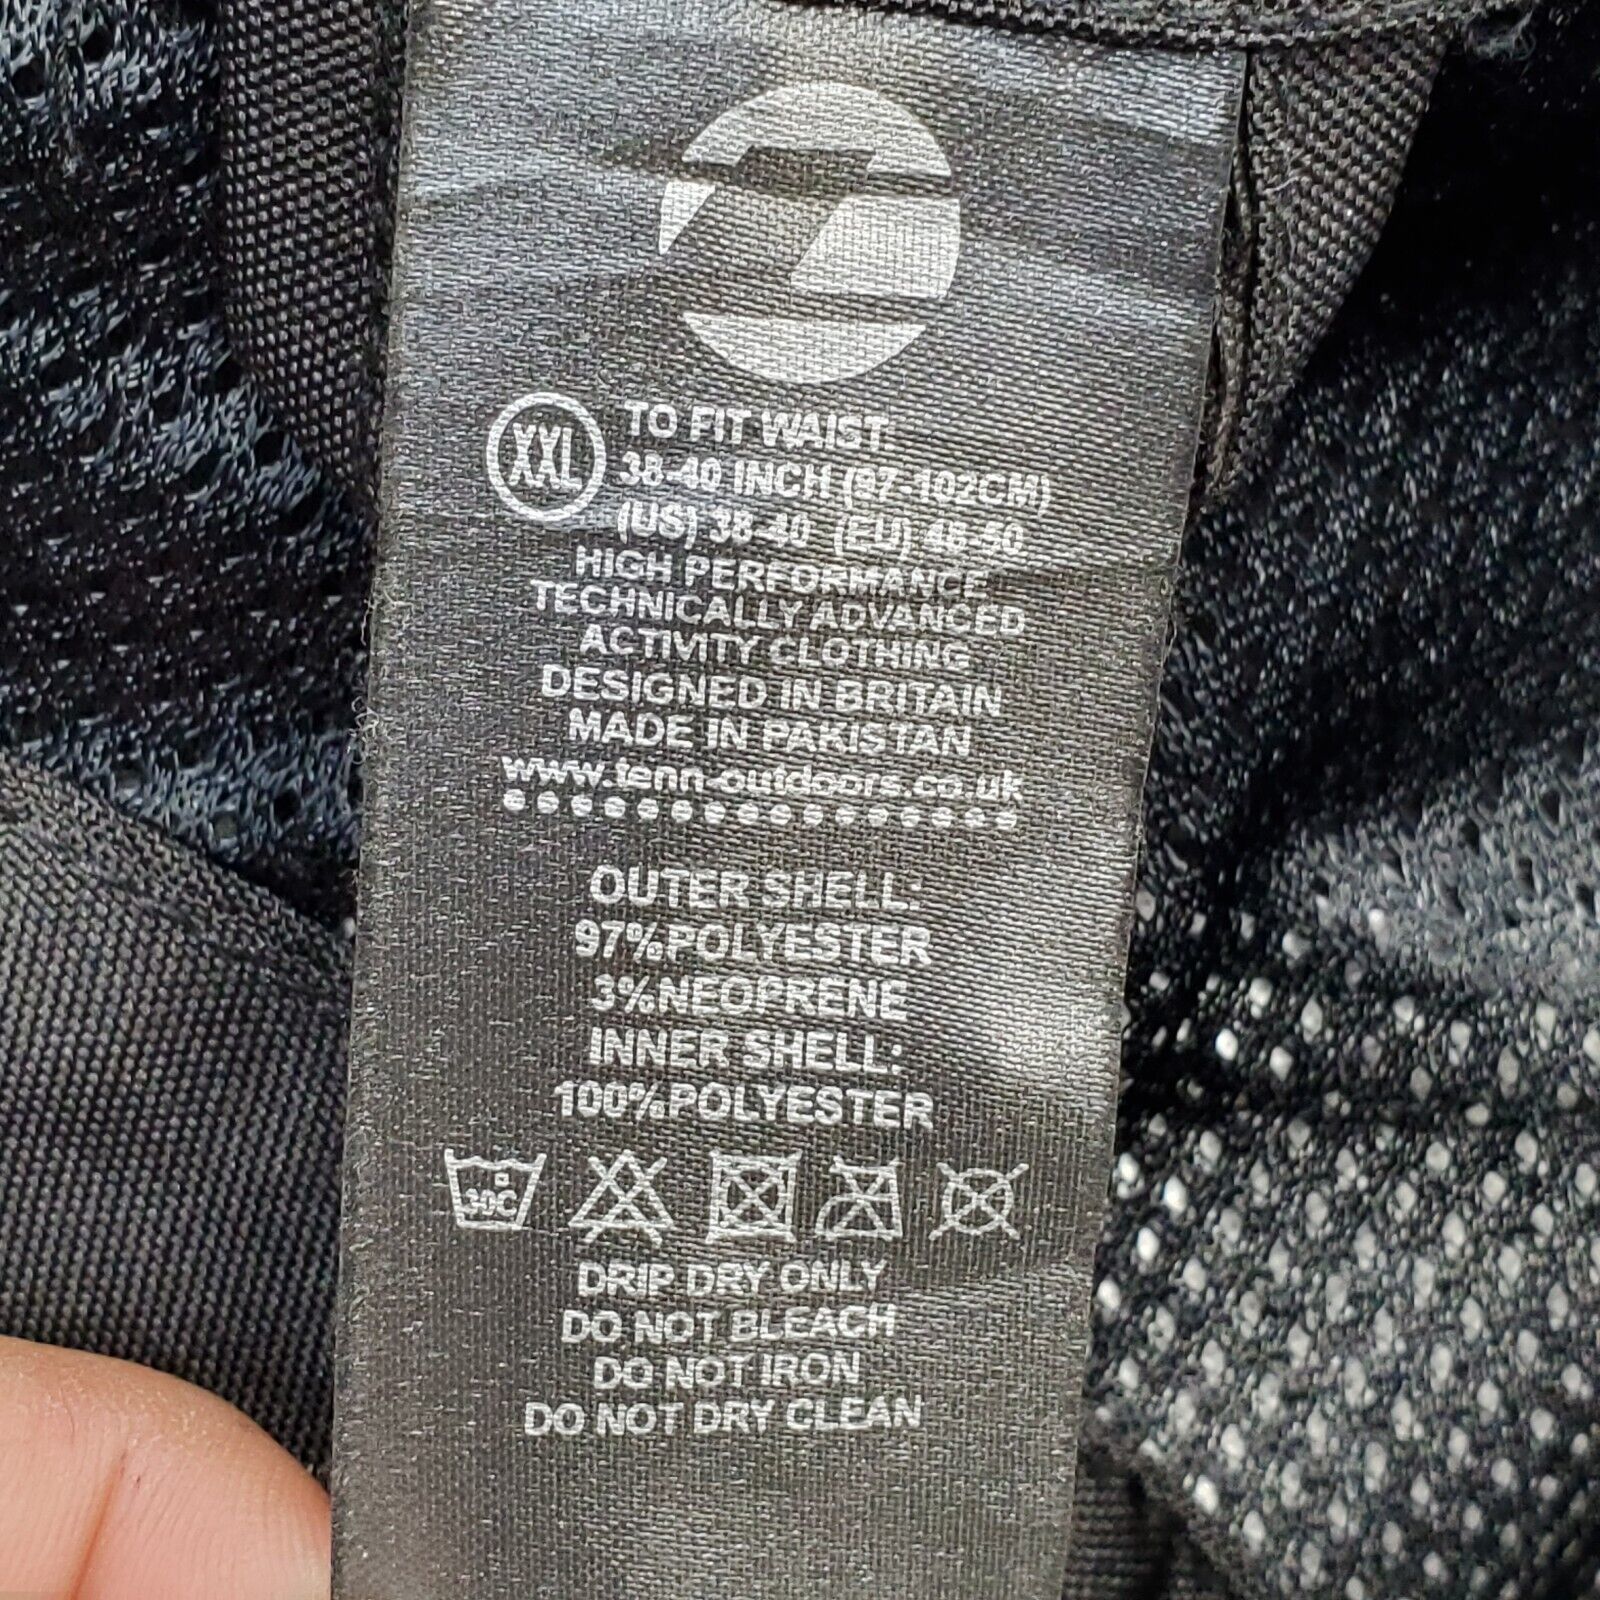 XXL
TO FIT WAIST:
38-40 INCH (97-102CM)
(US) 38-40 (EU) 48-50
HIGH PERFORMANCE
TECHNICALLY ADVANCED
ACTIVITY CLOTHING
DESIGNED IN BRITAIN
MADE IN PAKISTAN
www.tenn-outdoors.co.uk
OUTER SHELL:
97%POLYESTER
3%NEOPRENE
INNER SHELL:
100%POLYESTER
30C
DRIP DRY ONLY
DO NOT BLEACH
DO NOT IRON
DO NOT DRY CLEAN